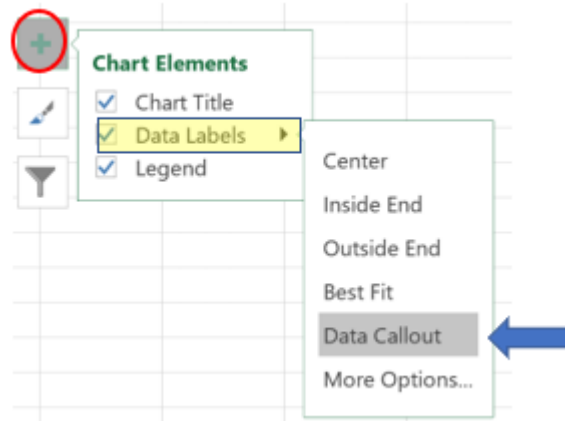 Chart Elements
Chart Title
Data Labels
Legend
Center
Inside End
Outside End
Best Fit
Data Callout
More Options...